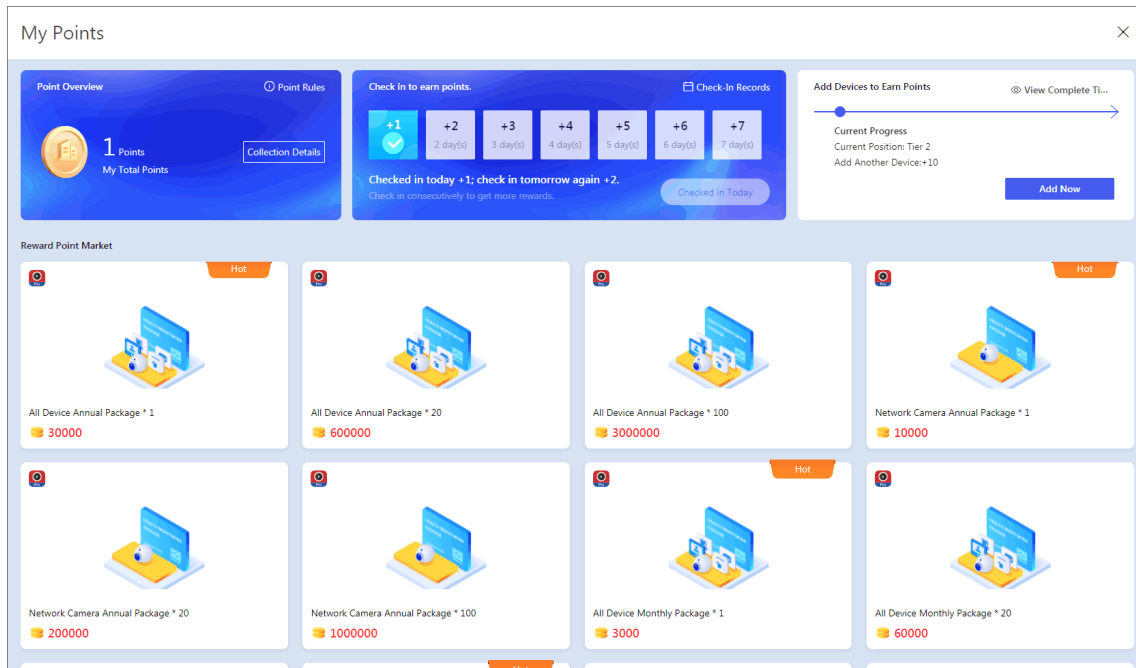 My Points
Point Overview
Point Rules
1 Points
My Total Points
Collection Details
Check in to earn points.
Check-In Records
+1
+2
2 day(s)
+3
3 day(s)
+4
4 day(s)
+5
5 day(s)
+6
6 day(s)
+7
7 day(s)
Checked in today +1; check in tomorrow again +2.
Check in consecutively to get more rewards.
Checked in Today
Add Devices to Earn Points
View Complete Ti...
Current Progress
Current Position: Tier 2
Add Another Device:+10
Add Now
Reward Point Market
Hot
All Device Annual Package * 1
30000
All Device Annual Package * 20
600000
All Device Annual Package * 100
3000000
Hot
Network Camera Annual Package * 1
10000
Network Camera Annual Package * 20
200000
Network Camera Annual Package * 100
1000000
Hot
All Device Monthly Package * 1
3000
All Device Monthly Package * 20
60000